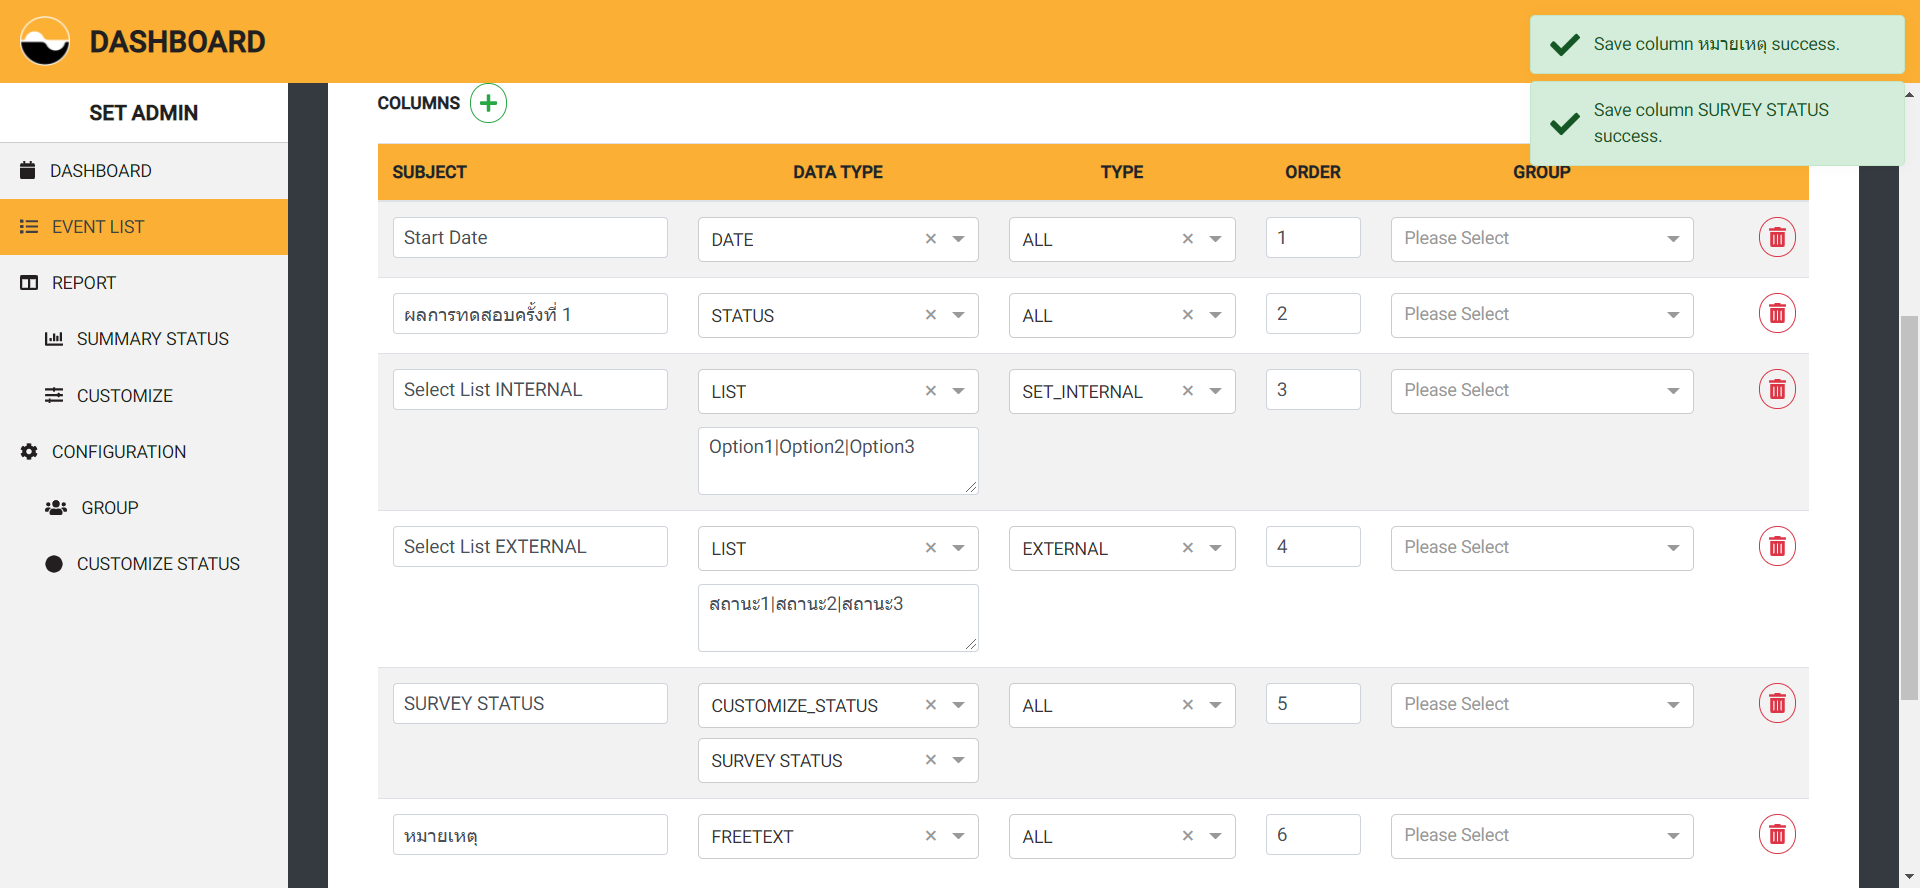 DASHBOARD
Save column หมายเหตุ success.
Save column SURVEY STATUS
success.
SET ADMIN
DASHBOARD
EVENT LIST
REPORT
SUMMARY STATUS
CUSTOMIZE
CONFIGURATION
GROUP
CUSTOMIZE STATUS
COLUMNS
SUBJECT DATA TYPE TYPE ORDER GROUP
Start Date DATE ALL 1 Please Select
ผลการทดสอบครั้งที่ 1 STATUS ALL 2 Please Select
Select List INTERNAL LIST SET_INTERNAL 3 Please Select
Option1|Option2|Option3
Select List EXTERNAL LIST EXTERNAL 4 Please Select
สถานะ1|สถานะ2|สถานะ3
SURVEY STATUS CUSTOMIZE_STATUS ALL 5 Please Select
SURVEY STATUS
หมายเหตุ FREETEXT ALL 6 Please Select